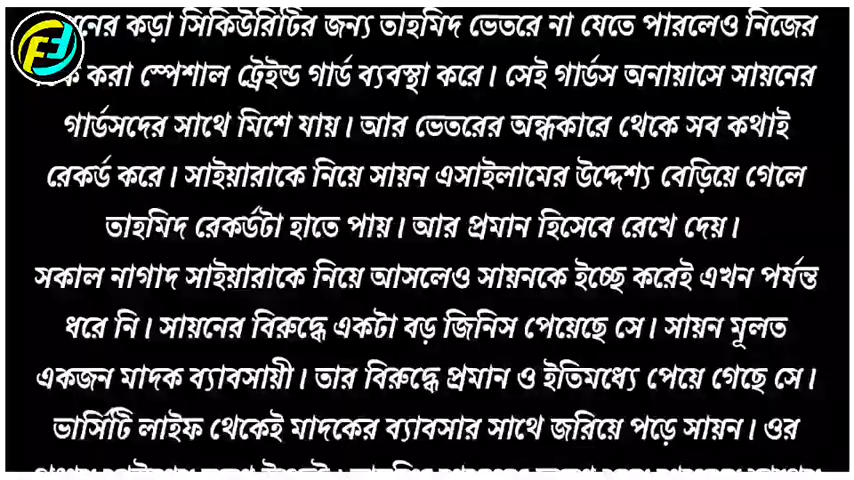 কড়া সিকিউরিটির জন্য তাহমিদ ভেতরে না যেতে পারলেও নিজের
করা স্পেশাল ট্রেইন্ড গার্ড ব্যবস্থা করে। সেই গার্ডস অনায়াসে সায়নের
গার্ডসদের সাথে মিশে যায়। আর ভেতরের অন্ধকারে থেকে সব কথাই
রেকর্ড করে। সাইয়ারাকে নিয়ে সায়ন এসাইলামের উদ্দেশ্য বেড়িয়ে গেলে
তাহমিদ রেকর্ডটা হাতে পায়। আর প্রমান হিসেবে রেখে দেয়।
সকাল নাগাদ সাইয়ারাকে নিয়ে আসলেও সায়নকে ইচ্ছে করেই এখন পর্যন্ত
ধরে নি। সায়নের বিরুদ্ধে একটা বড় জিনিস পেয়েছে সে। সায়ন মূলত
একজন মাদক ব্যাবসায়ী। তার বিরুদ্ধে প্রমান ও ইতিমধ্যে পেয়ে গেছে সে।
ভার্সিটি লাইফ থেকেই মাদকের ব্যাবসার সাথে জরিয়ে পড়ে সায়ন। ওর